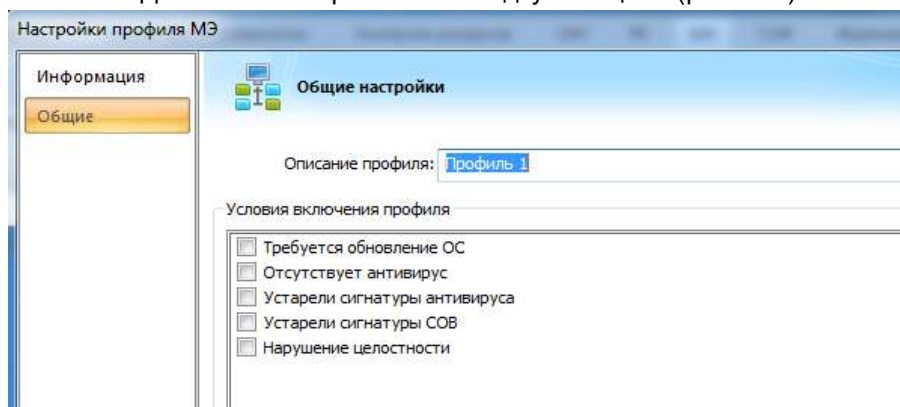 Настройки профиля МЭ
Информация
Общие
Общие настройки
Описание профиля: Профиль 1
Условия включения профиля
Требуется обновление ОС
Отсутствует антивирус
Устарели сигнатуры антивируса
Устарели сигнатуры СОВ
Нарушение целостности